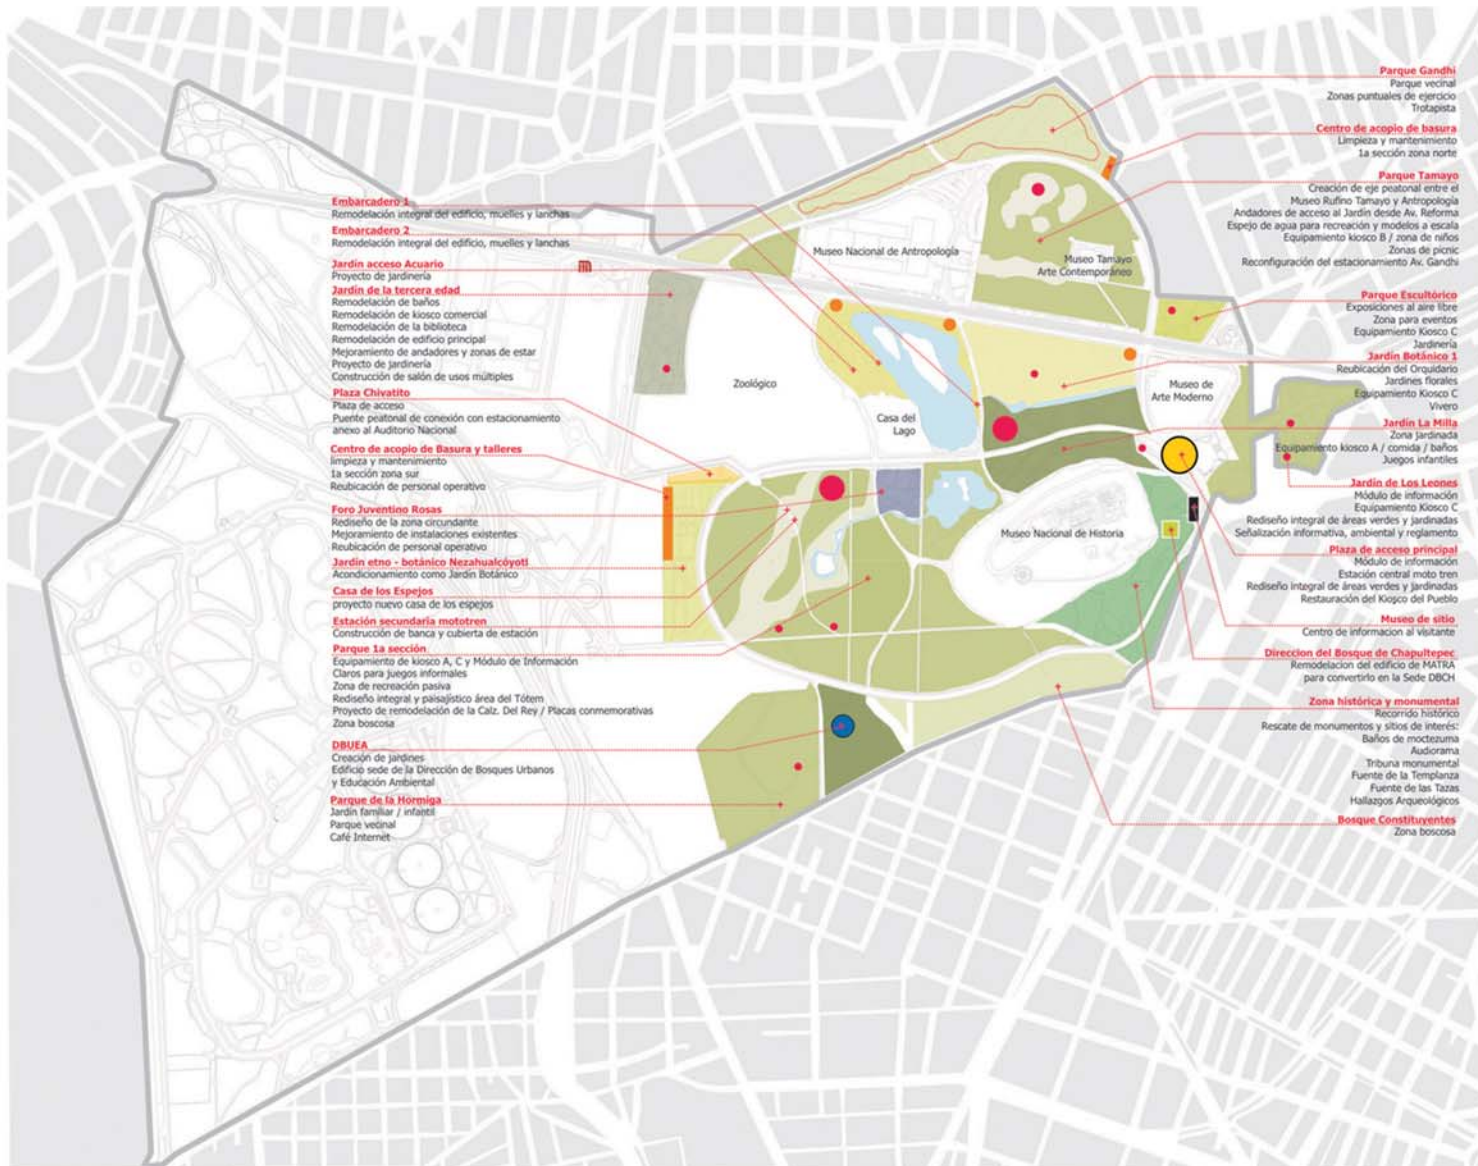 Embarcadero 1
Remodelación integral del edificio, muelles y lanchas
Embarcadero 2
Remodelación integral del edificio, muelles y lanchas
Jardín acceso Acuario
Proyecto de jardinería
Jardín de la tercera edad
Remodelación de baños
Remodelación de kiosco comercial
Remodelación de la biblioteca
Remodelación de edificio principal
Mejoramiento de andadores y zonas de estar
Proyecto de jardinería
Construcción de salón de usos múltiples
Plaza Chivatito
Plaza de acceso
Puente peatonal de conexión con estacionamiento
anexo al Auditorio Nacional
Centro de acopio de Basura y talleres
limpieza y mantenimiento
1a sección zona sur
Reubicación de personal operativo
Foro Juventino Rosas
Rediseño de la zona circundante
Mejoramiento de instalaciones existentes
Reubicación de personal operativo
Jardín etno - botánico Nezahualcóyotl
Acondicionamiento como Jardín Botánico
Casa de los Espejos
proyecto nuevo casa de los espejos
Estación secundaria mototren
Construcción de banca y cubierta de estación
Parque 1a sección
Equipamiento de kiosco A, C y Módulo de Información
Claros para juegos informales
Zona de recreación pasiva
Rediseño integral y paisajístico área del Tótem
Proyecto de remodelación de la Calz. Del Rey / Placas conmemorativas
Zona boscosa
DBUEA
Creación de jardines
Edificio sede de la Dirección de Bosques Urbanos
y Educación Ambiental
Parque de la Hormiga
Jardín familiar / infantil
Parque vecinal
Café Internet
Museo Nacional de Antropología
Museo Tamayo
Arte Contemporáneo
Zoológico
Casa del
Lago
Museo de
Arte Moderno
Museo Nacional de Historia
Parque Gandhi
Parque vecinal
Zonas puntuales de ejercicio
Trotapista
Centro de acopio de basura
Limpieza y mantenimiento
1a sección zona norte
Parque Tamayo
Creación de eje peatonal entre el
Museo Rufino Tamayo y Antropología
Andadores de acceso al Jardín desde Av. Reforma
Espejo de agua para recreación y modelos a escala
Equipamiento kiosco B / zona de niños
Zonas de picnic
Reconfiguración del estacionamiento Av. Gandhi
Parque Escultórico
Exposiciones al aire libre
Zona para eventos
Equipamiento Kiosco C
Jardinería
Jardín Botánico 1
Reubicación del Orquidario
Jardines florales
Equipamiento Kiosco C
Vivero
Jardín La Milla
Zona jardinada
Equipamiento kiosco A / comida / baños
Juegos infantiles
Jardín de Los Leones
Módulo de información
Equipamiento Kiosco C
Rediseño integral de áreas verdes y jardinadas
Señalización informativa, ambiental y reglamento
Plaza de acceso principal
Módulo de información
Estación central moto tren
Rediseño integral de áreas verdes y jardinadas
Restauración del Kiosco del Pueblo
Museo de sitio
Centro de informacion al visitante
Direccion del Bosque de Chapultepec
Remodelacion del edificio de MATRA
para convertirlo en la Sede DBCH
Zona histórica y monumental
Recorrido histórico
Rescate de monumentos y sitios de interés:
Baños de moctezuma
Audiorama
Tribuna monumental
Fuente de la Templanza
Fuente de las Tazas
Hallazgos Arqueológicos
Bosque Constituyentes
Zona boscosa